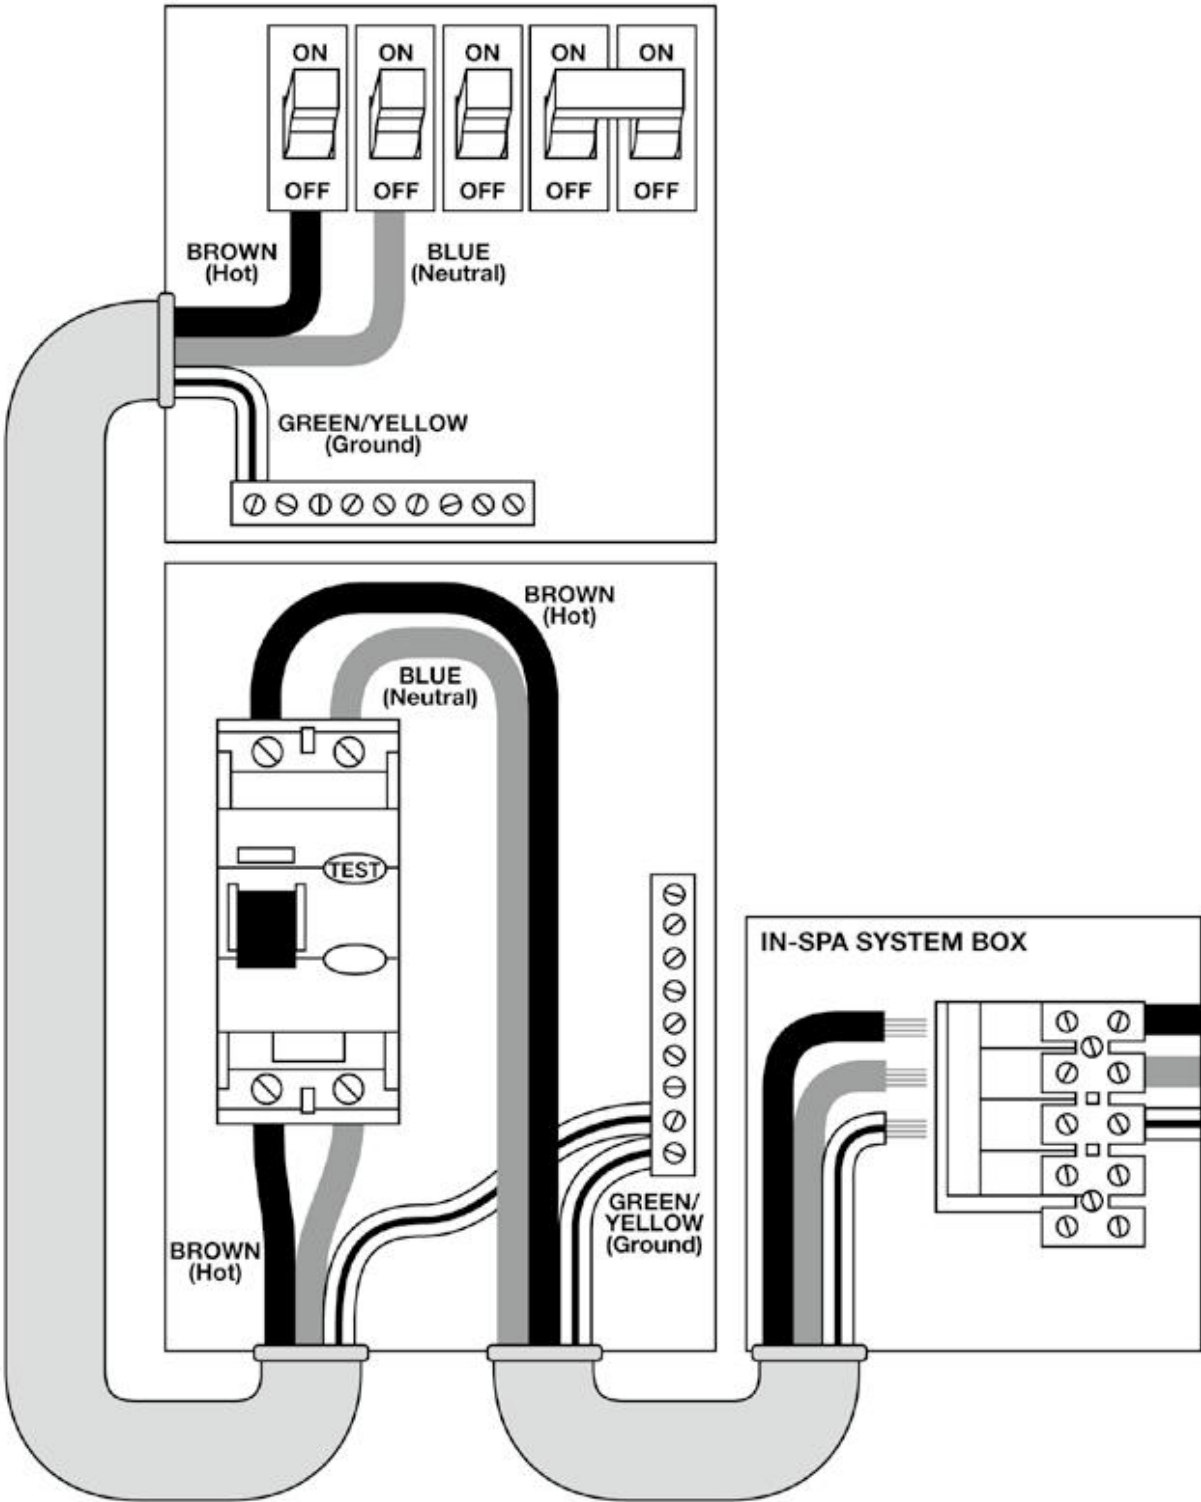 ON
ON
ON
ON
ON
OFF
OFF
OFF
OFF
OFF
BROWN
(Hot)
BLUE
(Neutral)
GREEN/YELLOW
(Ground)
BROWN
(Hot)
BLUE
(Neutral)
TEST
IN-SPA SYSTEM BOX
GREEN/
YELLOW
(Ground)
BROWN
(Hot)